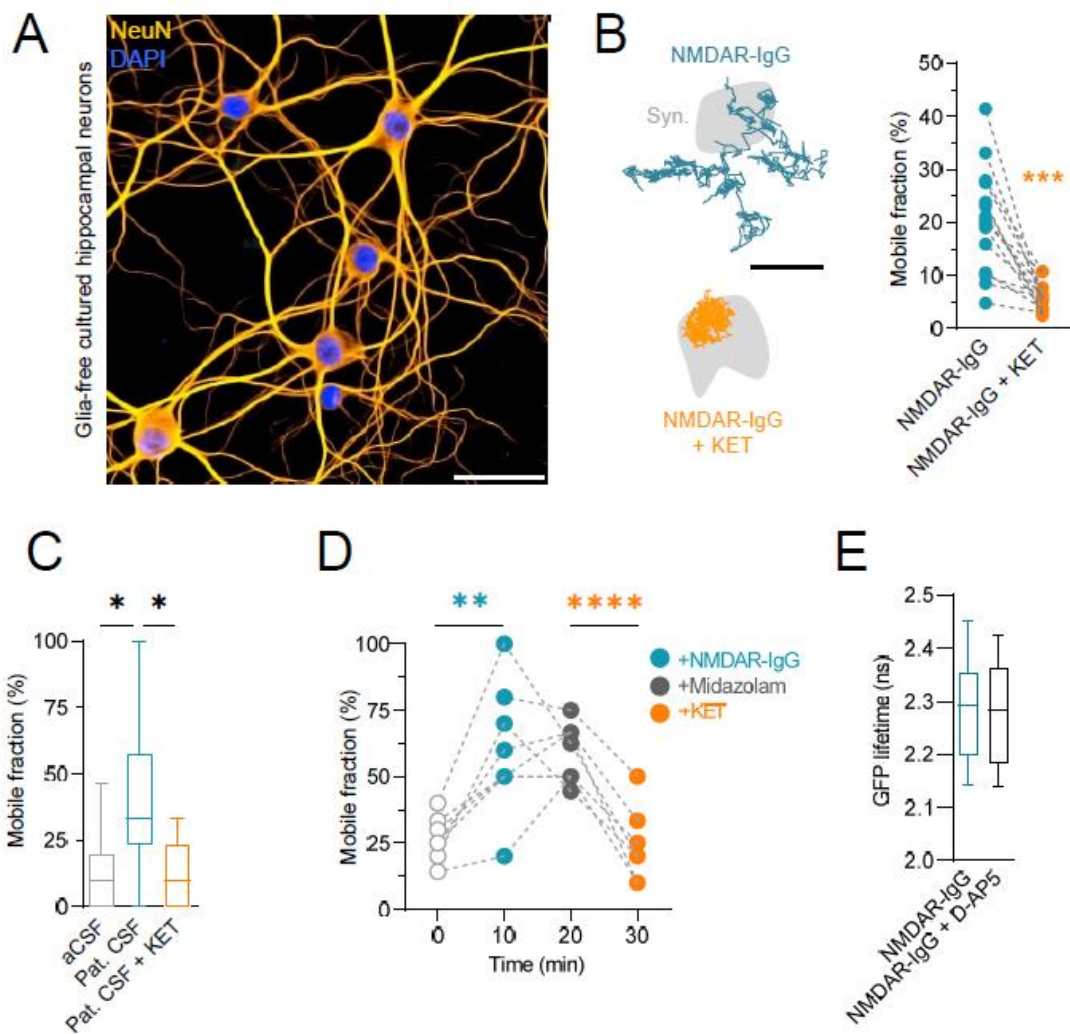 A
NeuN
DAPI
Glia-free cultured hippocampal neurons
B
NMDAR-IgG
Syn.
NMDAR-IgG
+ KET
Mobile fraction (%)
50
40
30
20
10
0
***
NMDAR-IgG
NMDAR-IgG + KET
C
* *
Mobile fraction (%)
100
75
50
25
0
aCSF
Pat. CSF
Pat. CSF + KET
D
** ****
Mobile fraction (%)
100
75
50
25
0
0 10 20 30
Time (min)
+NMDAR-IgG
+Midazolam
+KET
E
GFP lifetime (ns)
2.5
2.4
2.3
2.2
2.1
2.0
NMDAR-IgG
NMDAR-IgG + D-AP5